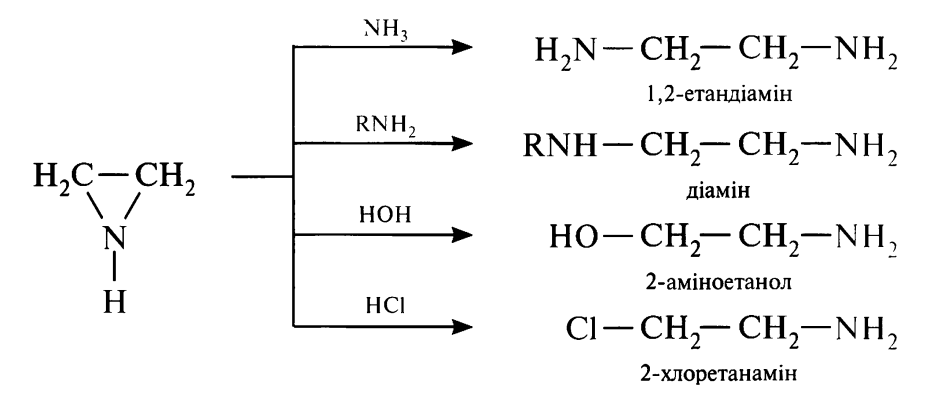 NH₃
H₂N—CH₂—CH₂—NH₂
1,2-етандіамін
RNH₂
RNH—CH₂—CH₂—NH₂
діамін
H₂C—CH₂
N
H
HOH
HO—CH₂—CH₂—NH₂
2-аміноетанол
HCl
Cl—CH₂—CH₂—NH₂
2-хлоретанамін